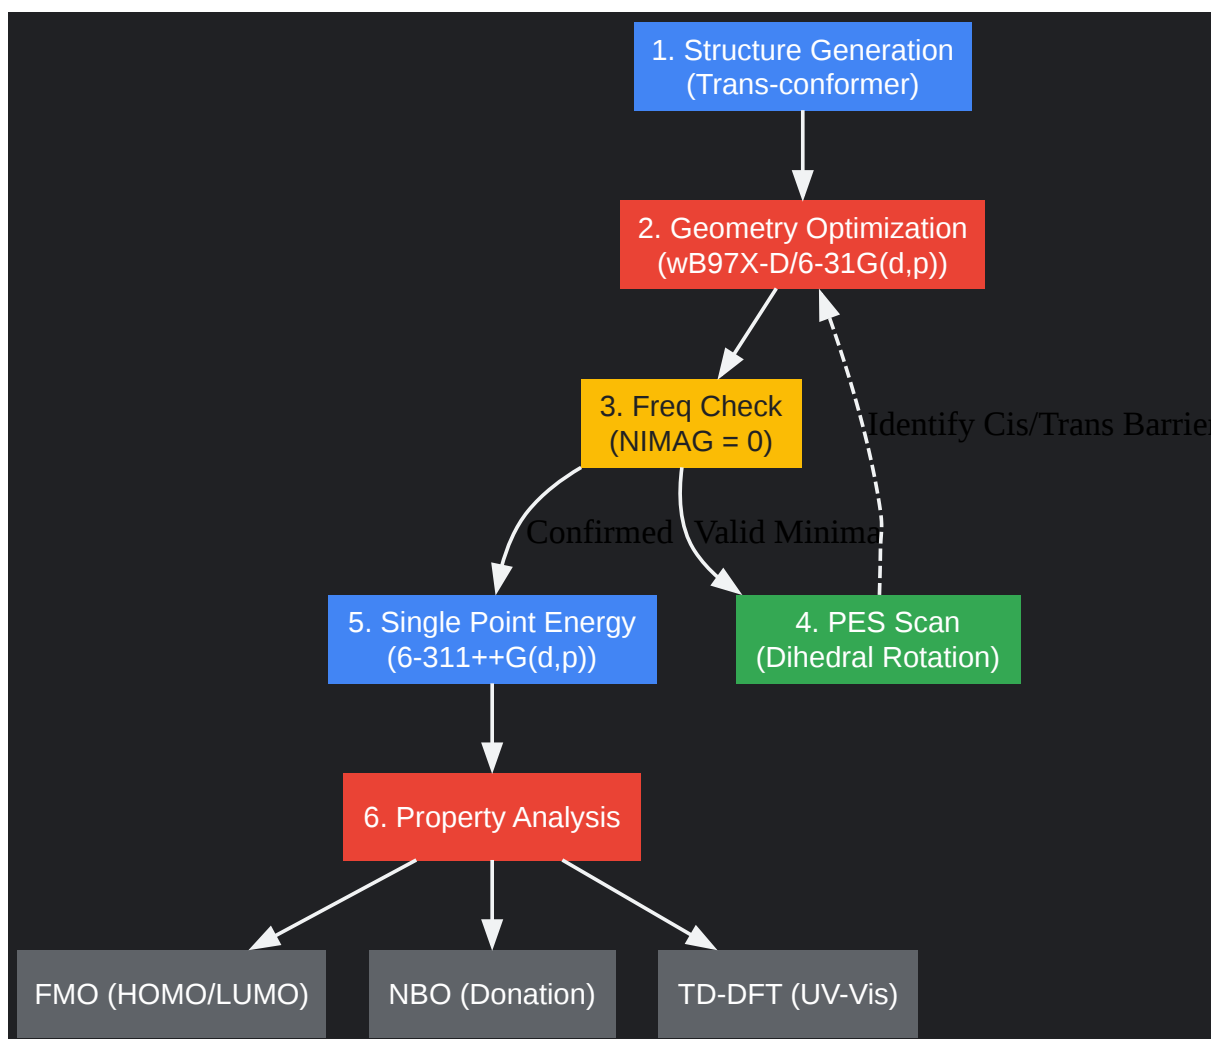 1. Structure Generation
(Trans-conformer)
2. Geometry Optimization
(wB97X-D/6-31G(d,p))
3. Freq Check
(NIMAG = 0)
Identify Cis/Trans Barrier
Confirmed
Valid Minima
5. Single Point Energy
(6-311++G(d,p))
4. PES Scan
(Dihedral Rotation)
6. Property Analysis
FMO (HOMO/LUMO)
NBO (Donation)
TD-DFT (UV-Vis)